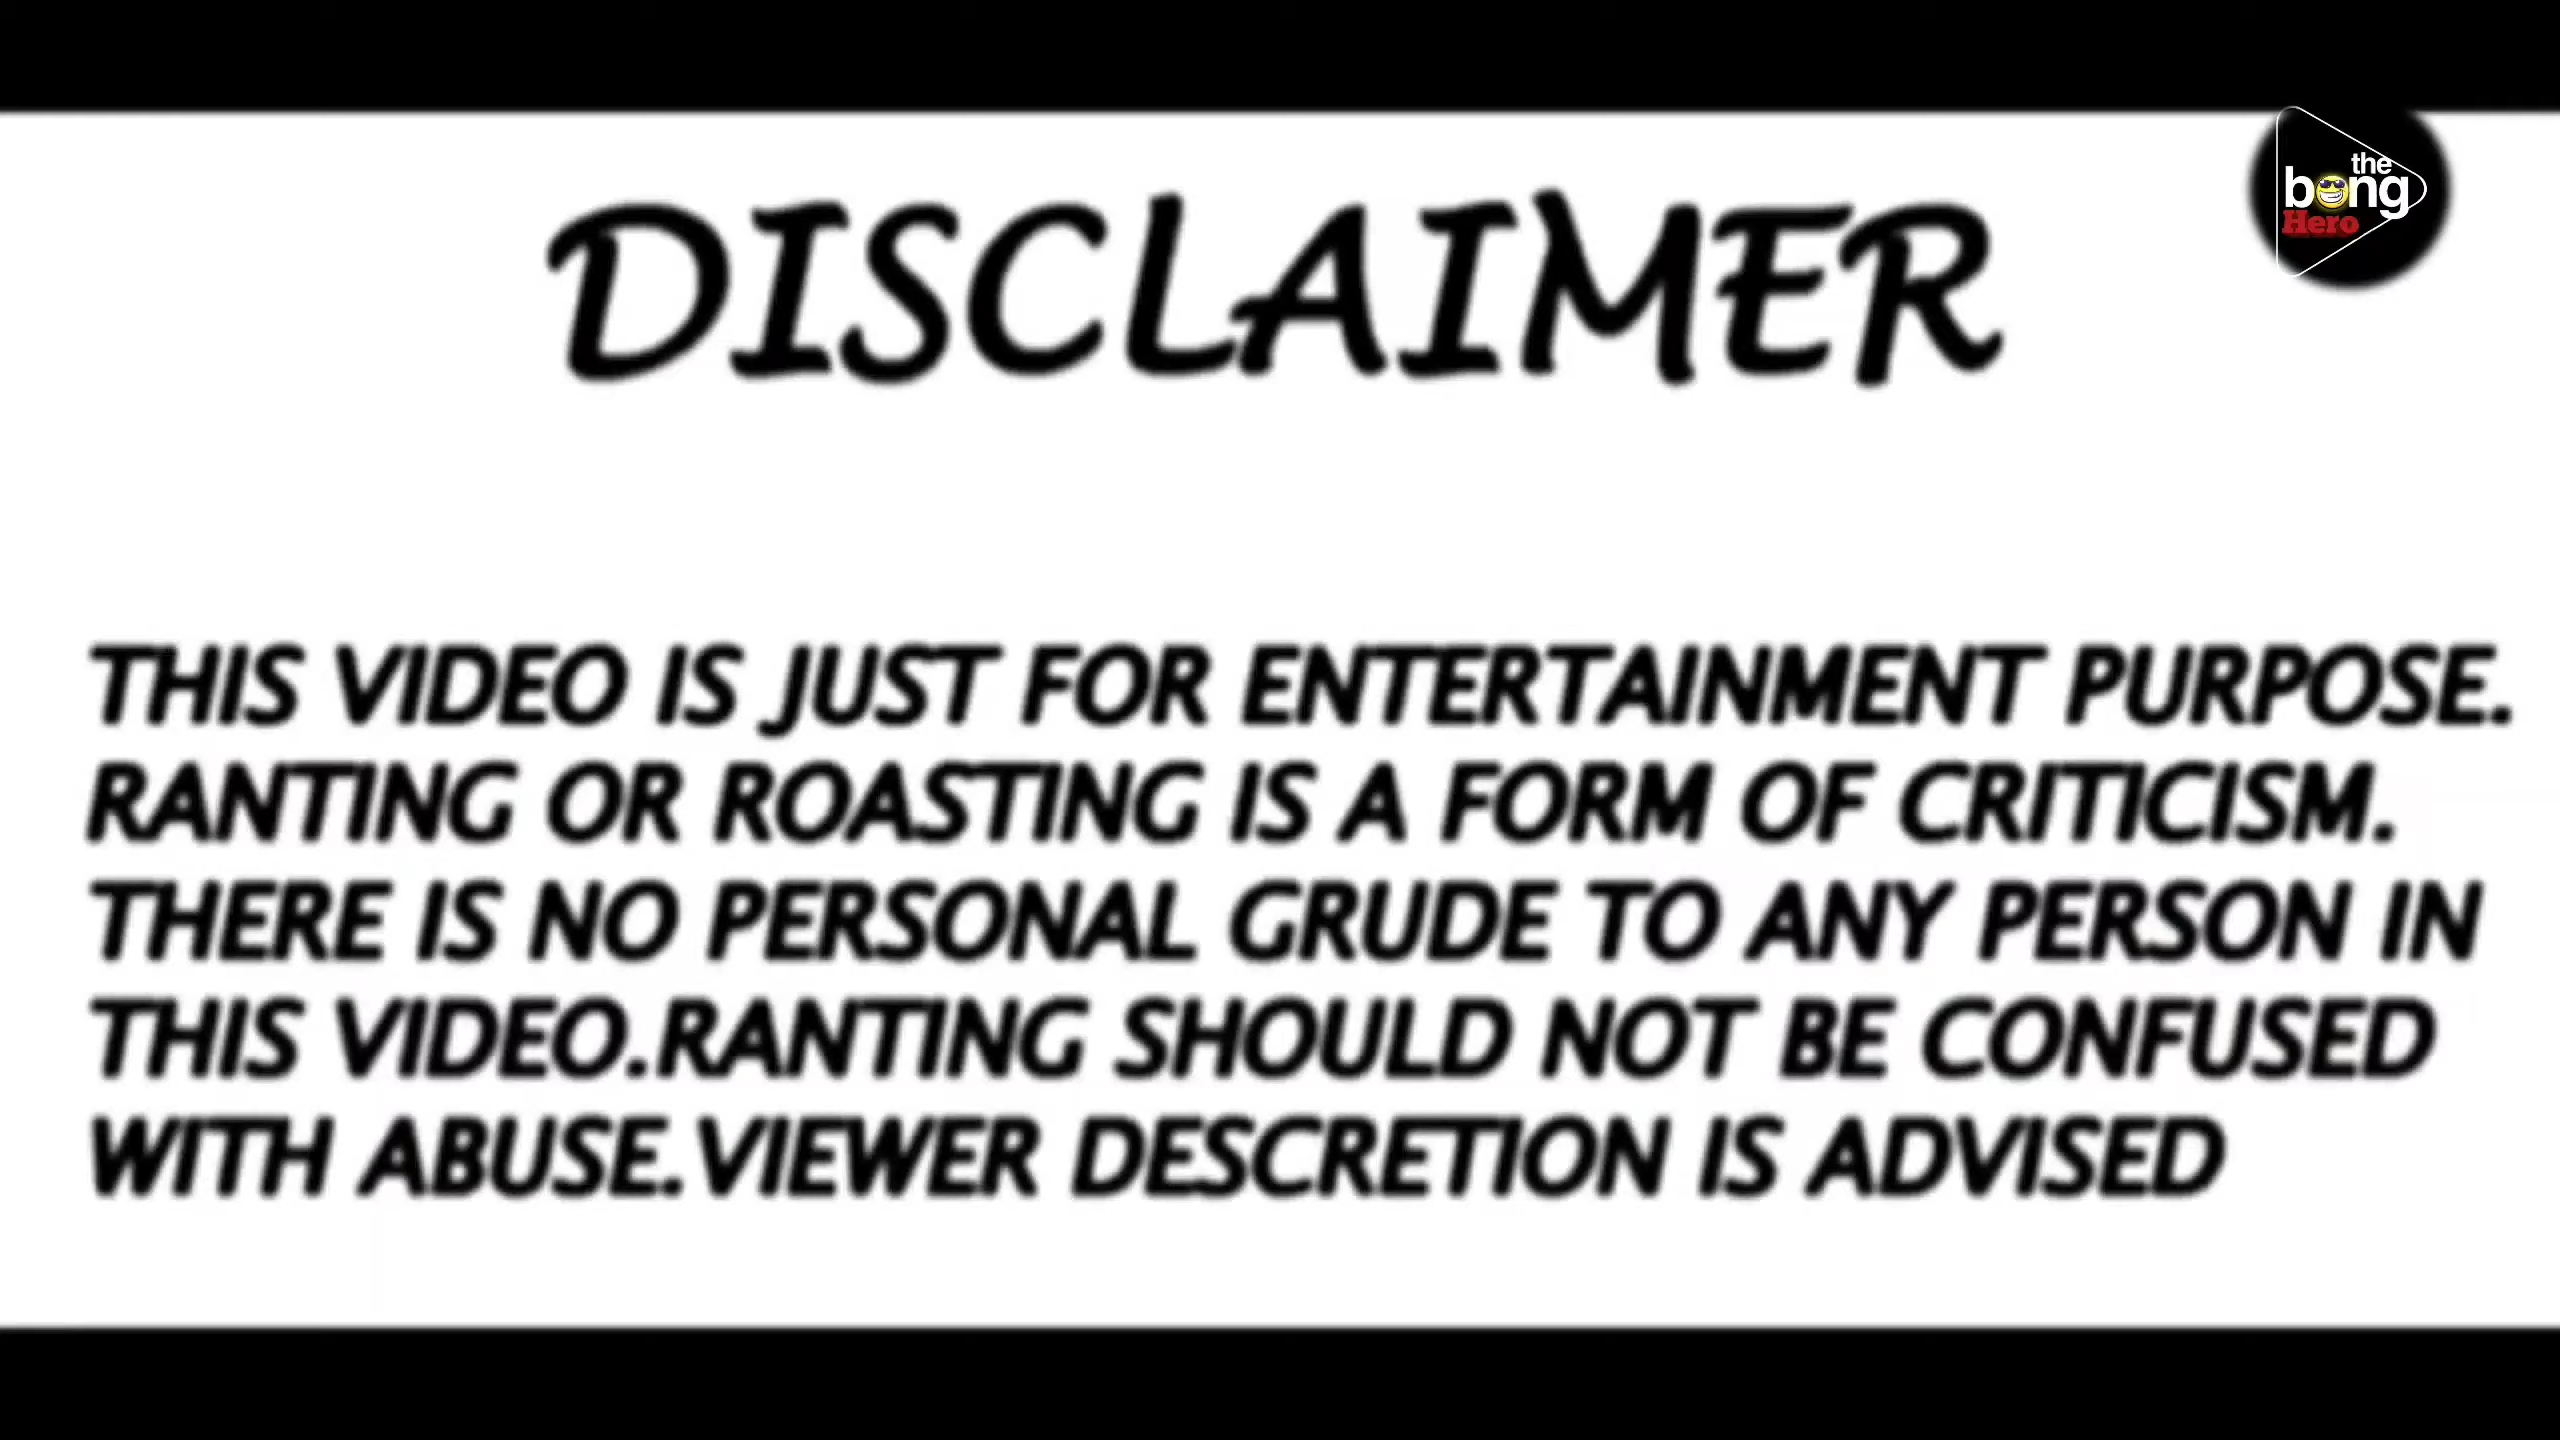 the
bong
Hero
DISCLAIMER
THIS VIDEO IS JUST FOR ENTERTAINMENT PURPOSE.
RANTING OR ROASTING IS A FORM OF CRITICISM.
THERE IS NO PERSONAL GRUDE TO ANY PERSON IN
THIS VIDEO.RANTING SHOULD NOT BE CONFUSED
WITH ABUSE.VIEWER DESCRETION IS ADVISED